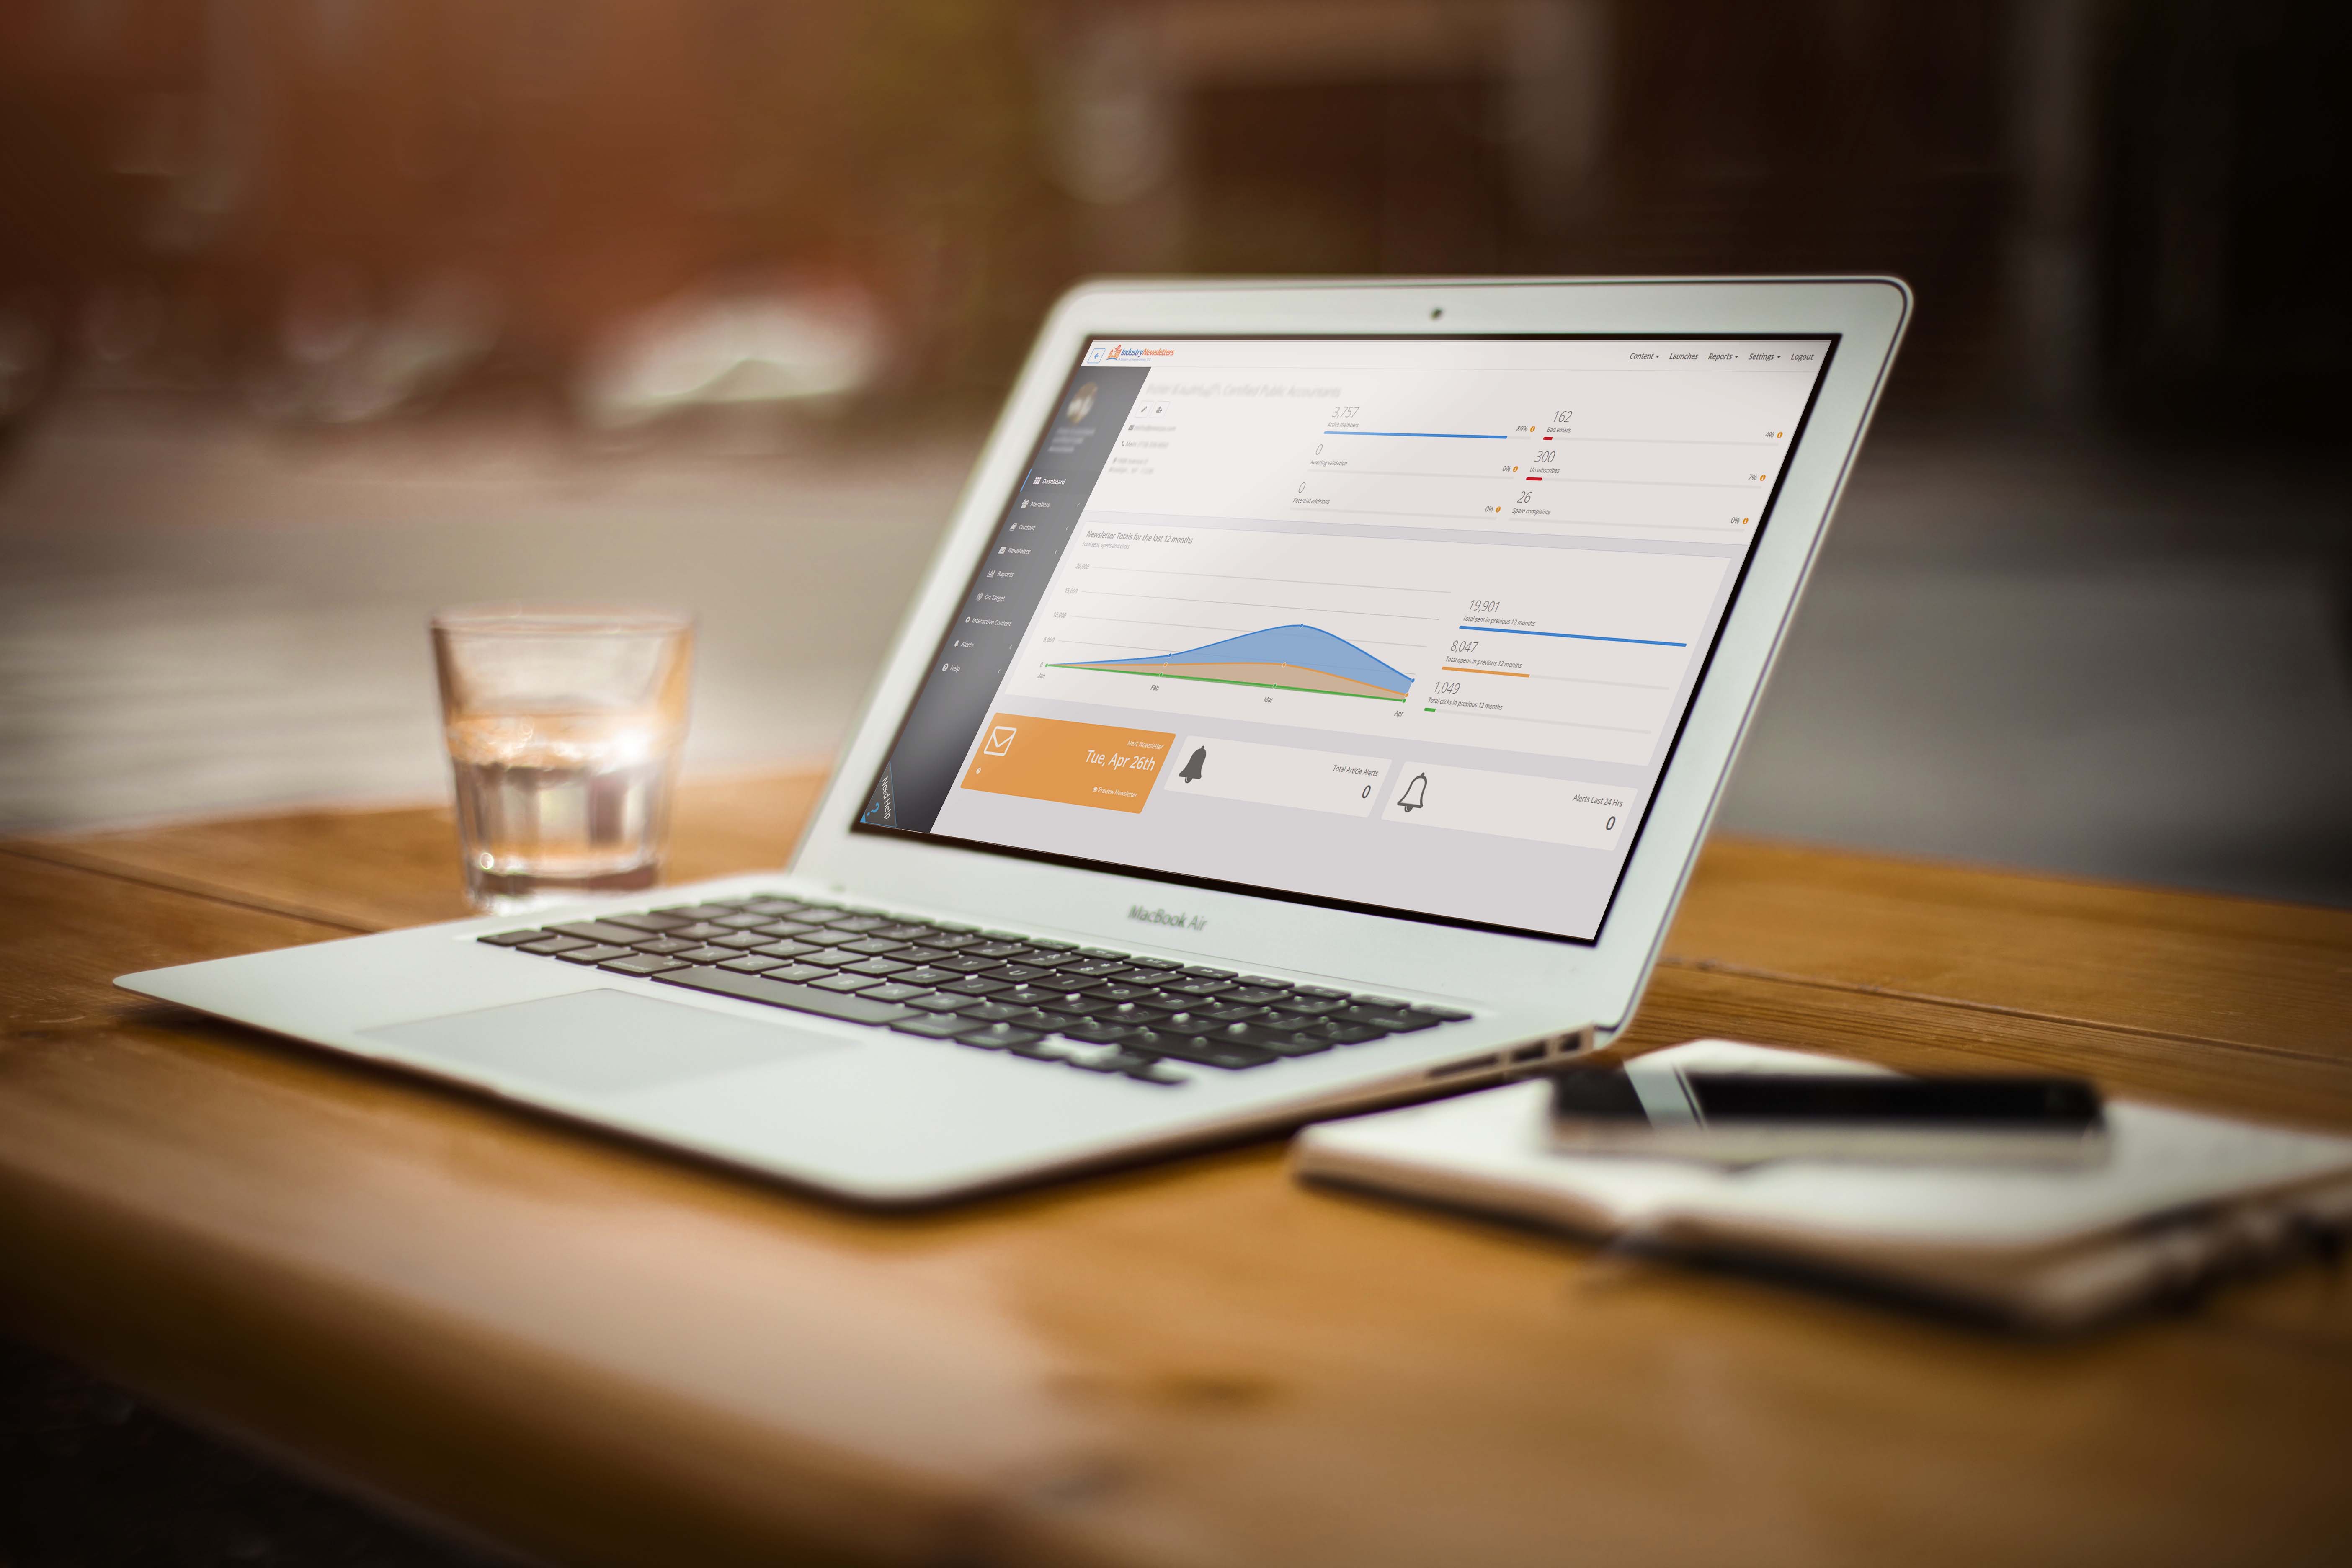 IndustryNewsletters
Content Launches Reports Settings Logout
Certified Public Accountants
3,757
Active members
89%
162
Bad emails
4%
0
Awaiting validation
0%
300
Unsubscribes
7%
0
Potential additions
0%
26
Spam complaints
0%
Dashboard
Members
Content
Newsletter
Reports
On Target
Interactive Content
Alerts
Help
Need Help
Newsletter Totals for the last 12 months
Total sent, opens and clicks
20,000
15,000
10,000
5,000
0
Jan
Feb
Mar
Apr
19,901
Total sent in previous 12 months
8,047
Total opens in previous 12 months
1,049
Total clicks in previous 12 months
Next Newsletter
Tue, Apr 26th
Preview Newsletter
Total Article Alerts
0
Alerts Last 24 Hrs
0
MacBook Air